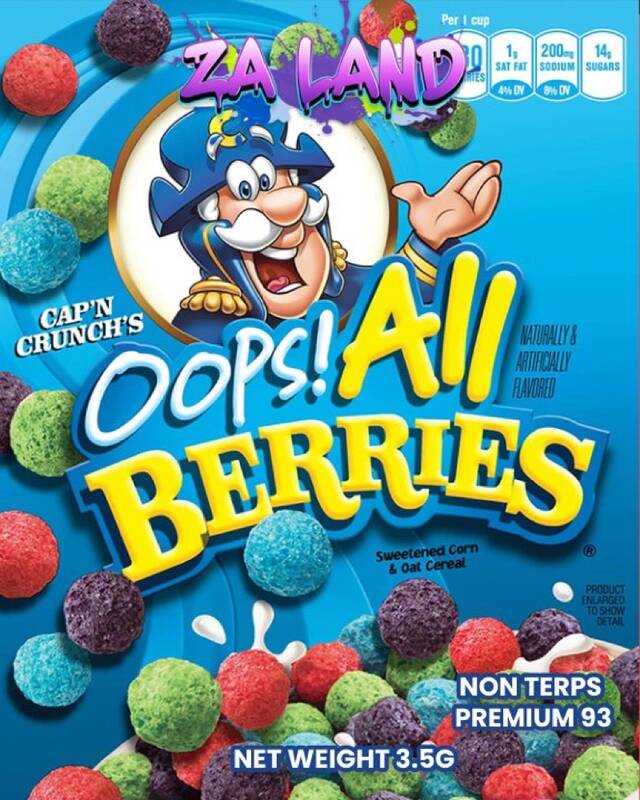 Per 1 cup
ZA LAND
1g
SAT FAT
4% DV
200mg
SODIUM
8% DV
14g
SUGARS
CAP'N
CRUNCH'S
OOPS! All
BERRIES
NATURALLY &
ARTIFICIALLY
FLAVORED
Sweetened Corn
& Oat Cereal
®
PRODUCT
ENLARGED
TO SHOW
DETAIL
NON TERPS
PREMIUM 93
NET WEIGHT 3.5G